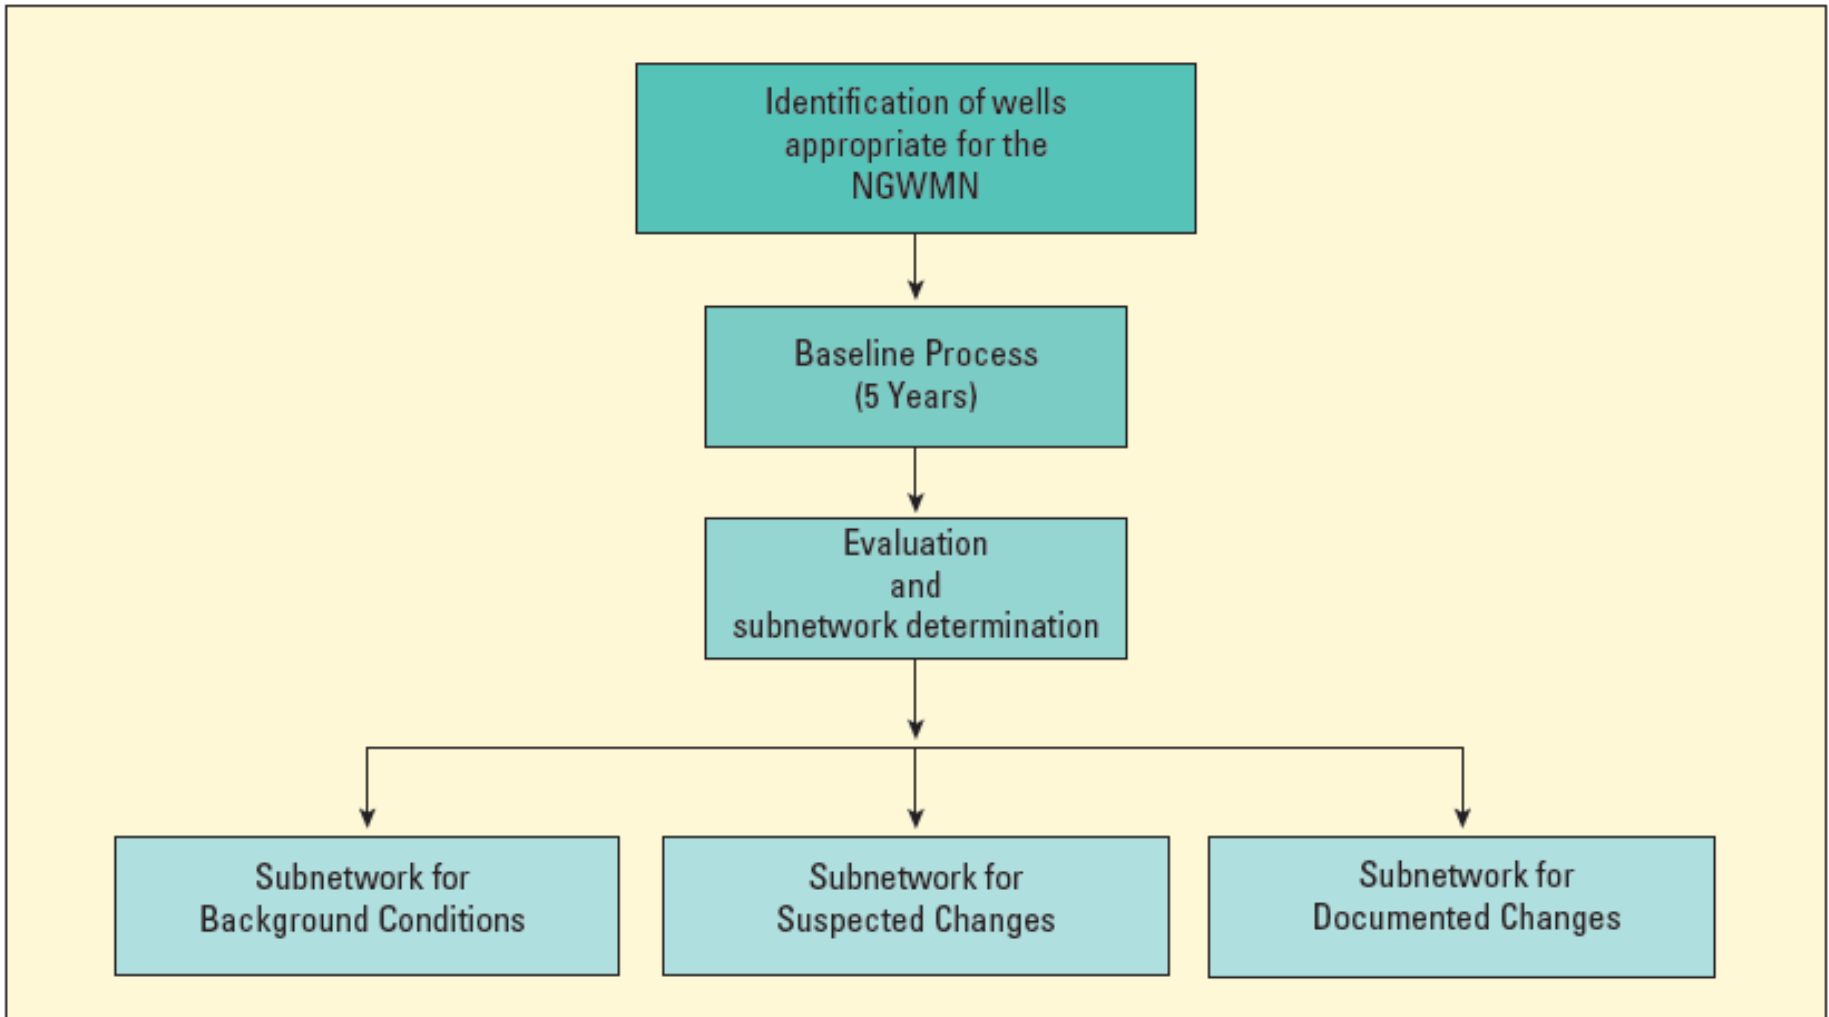 Identification of wells
appropriate for the
NGWMN
Baseline Process
(5 Years)
Evaluation
and
subnetwork determination
Subnetwork for
Background Conditions
Subnetwork for
Suspected Changes
Subnetwork for
Documented Changes